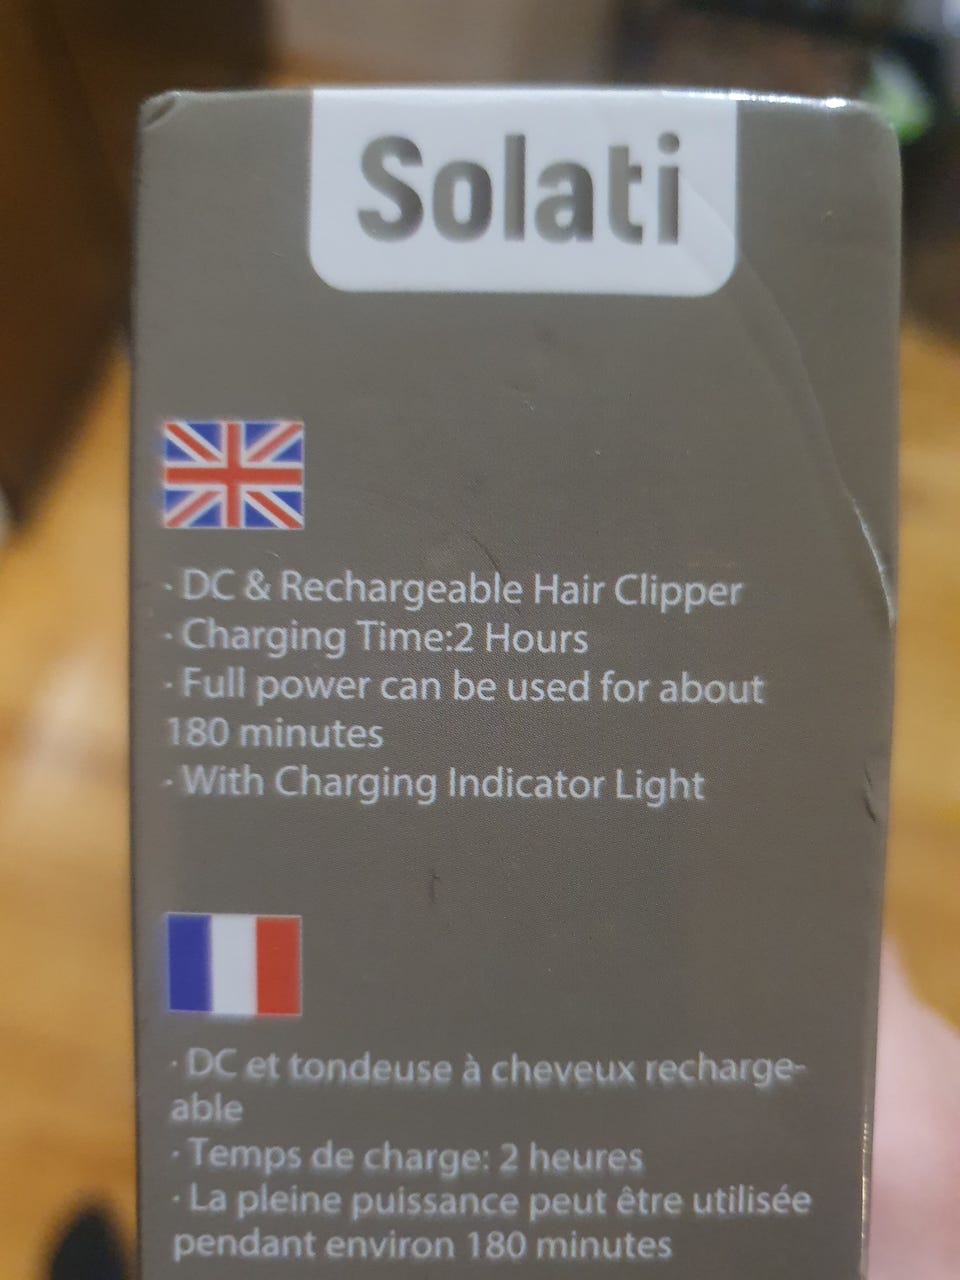 Solati
· DC & Rechargeable Hair Clipper
· Charging Time:2 Hours
· Full power can be used for about
180 minutes
· With Charging Indicator Light
· DC et tondeuse à cheveux recharge-
able
· Temps de charge: 2 heures
· La pleine puissance peut être utilisée
pendant environ 180 minutes